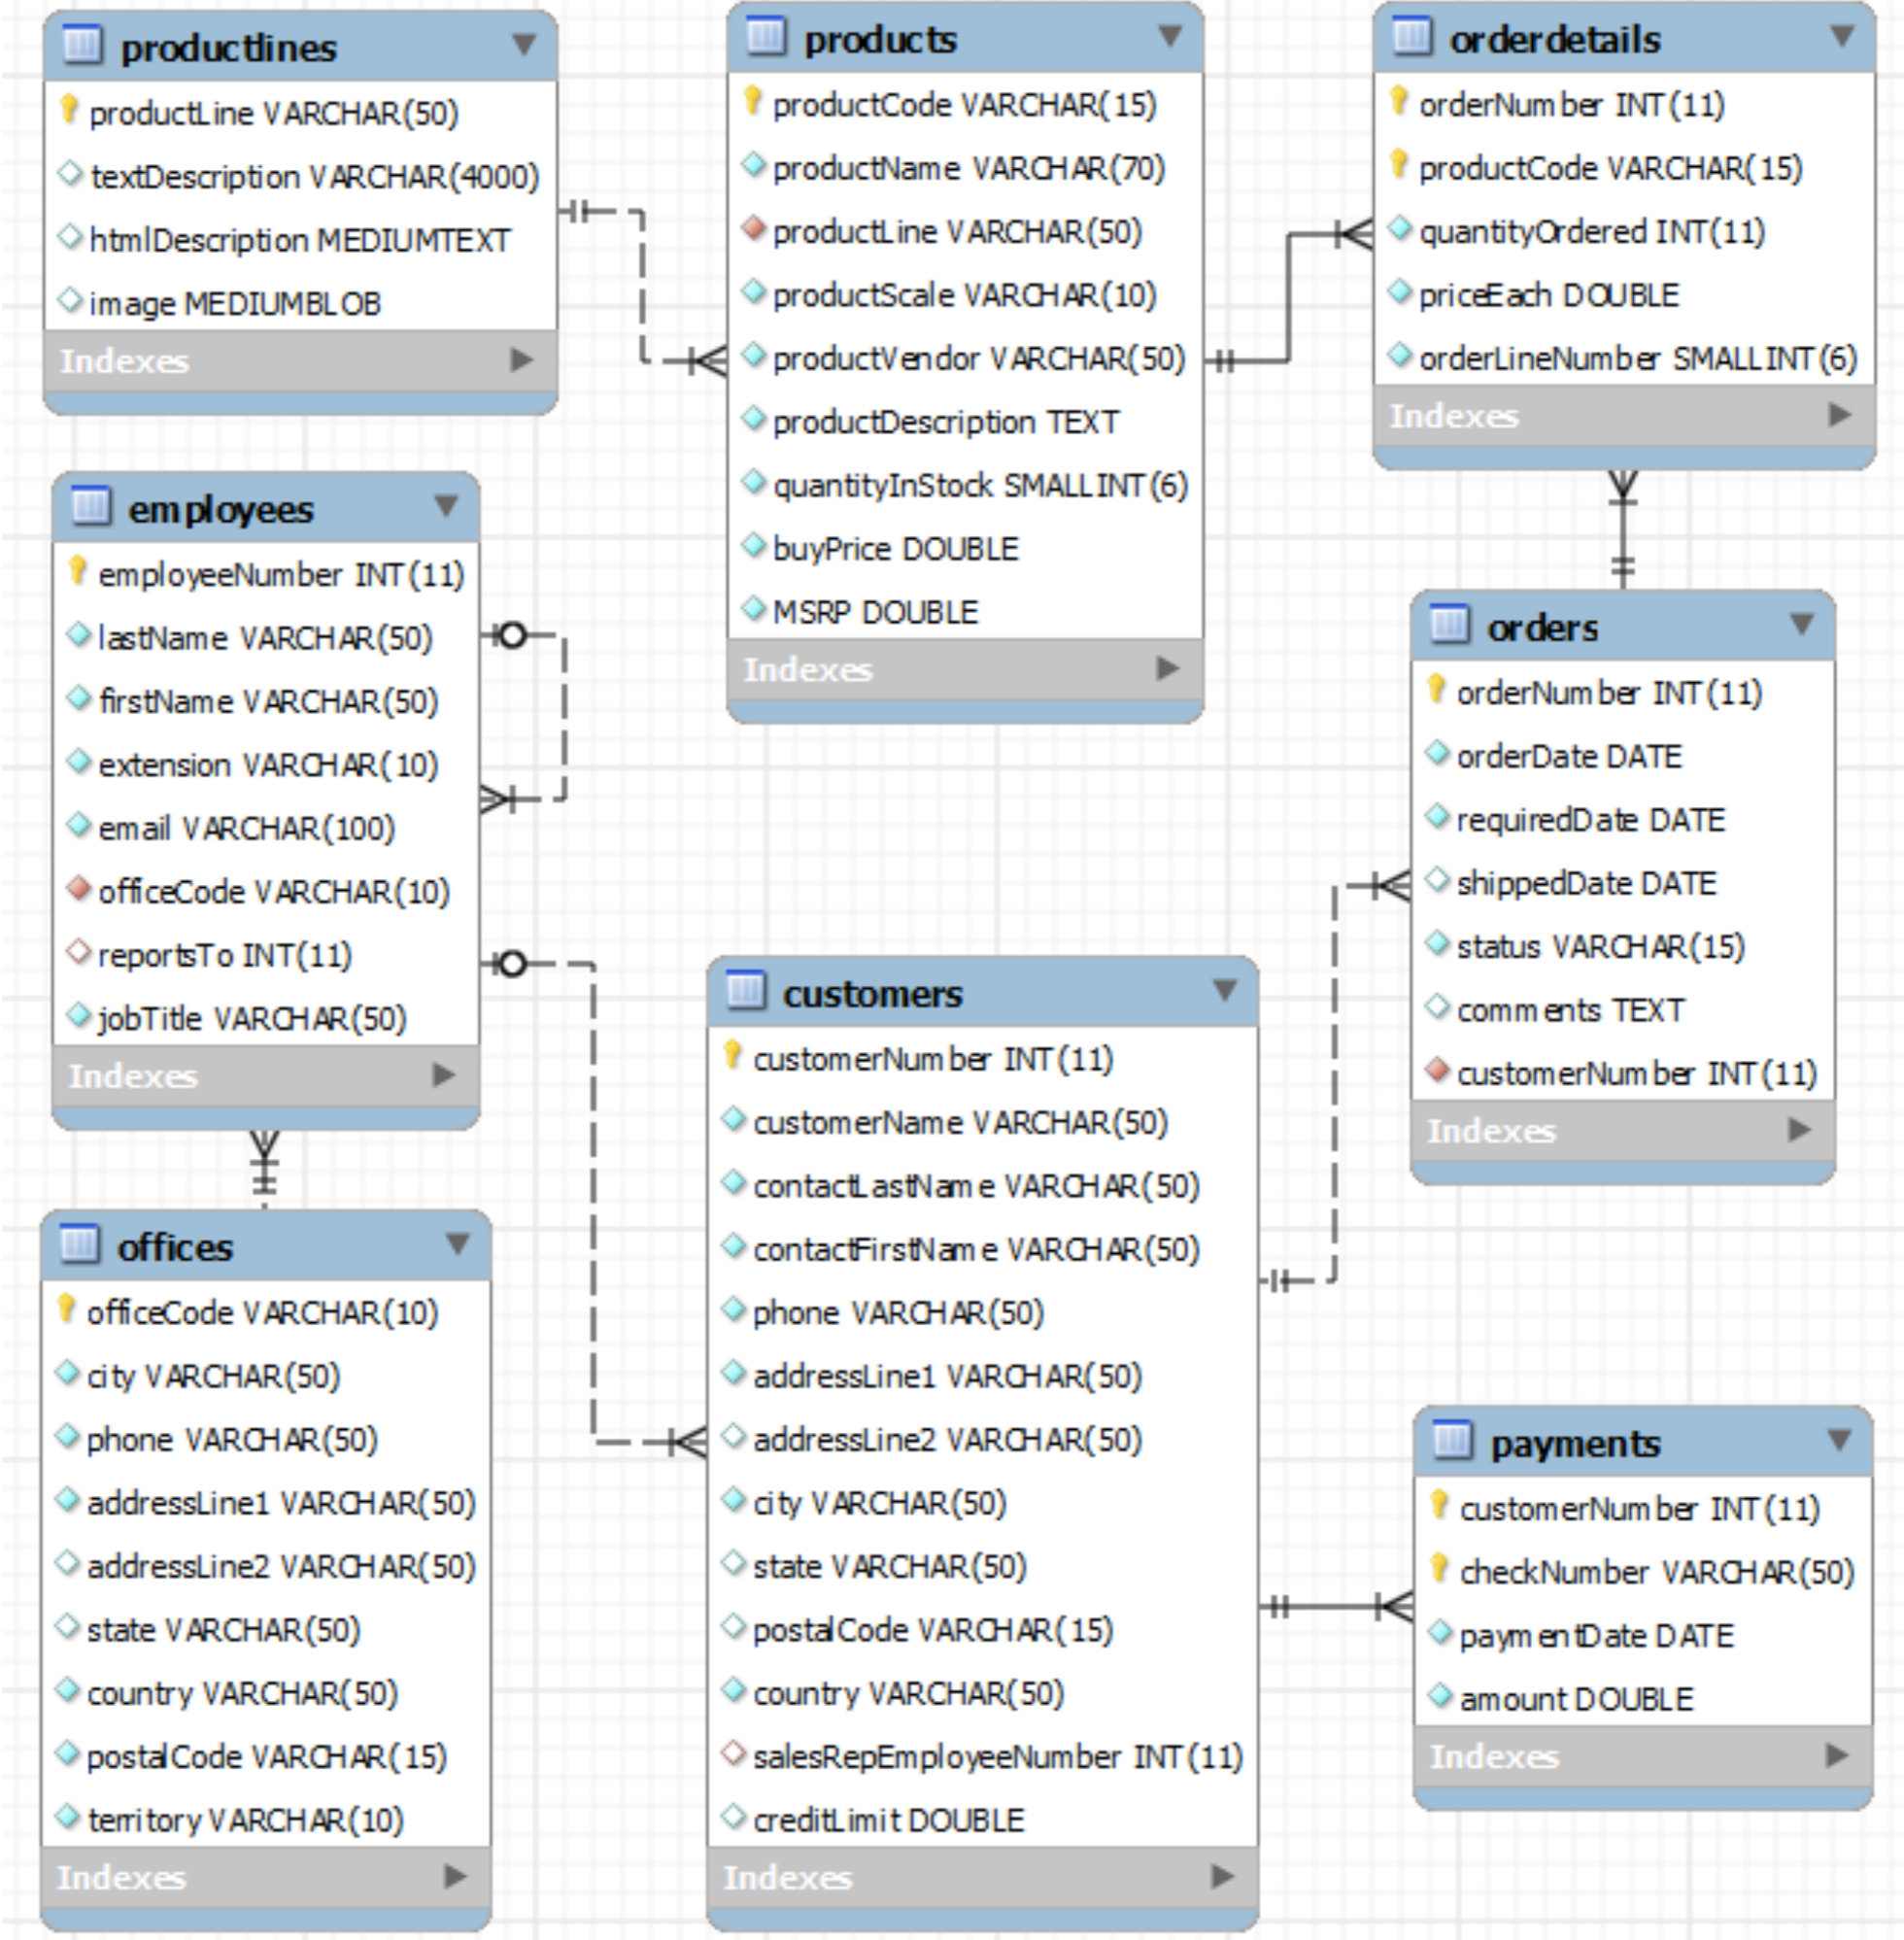 productlines
productLine VARCHAR(50)
textDescription VARCHAR(4000)
htmlDescription MEDIUMTEXT
image MEDIUMBLOB
Indexes
products
productCode VARCHAR(15)
productName VARCHAR(70)
productLine VARCHAR(50)
productScale VARCHAR(10)
productVendor VARCHAR(50)
productDescription TEXT
quantityInStock SMALLINT(6)
buyPrice DOUBLE
MSRP DOUBLE
Indexes
orderdetails
orderNumber INT(11)
productCode VARCHAR(15)
quantityOrdered INT(11)
priceEach DOUBLE
orderLineNumber SMALLINT(6)
Indexes
employees
employeeNumber INT(11)
lastName VARCHAR(50)
firstName VARCHAR(50)
extension VARCHAR(10)
email VARCHAR(100)
officeCode VARCHAR(10)
reportsTo INT(11)
jobTitle VARCHAR(50)
Indexes
orders
orderNumber INT(11)
orderDate DATE
requiredDate DATE
shippedDate DATE
status VARCHAR(15)
comments TEXT
customerNumber INT(11)
Indexes
customers
customerNumber INT(11)
customerName VARCHAR(50)
contactLastName VARCHAR(50)
contactFirstName VARCHAR(50)
phone VARCHAR(50)
addressLine1 VARCHAR(50)
addressLine2 VARCHAR(50)
city VARCHAR(50)
state VARCHAR(50)
postalCode VARCHAR(15)
country VARCHAR(50)
salesRepEmployeeNumber INT(11)
creditLimit DOUBLE
Indexes
offices
officeCode VARCHAR(10)
city VARCHAR(50)
phone VARCHAR(50)
addressLine1 VARCHAR(50)
addressLine2 VARCHAR(50)
state VARCHAR(50)
country VARCHAR(50)
postalCode VARCHAR(15)
territory VARCHAR(10)
Indexes
payments
customerNumber INT(11)
checkNumber VARCHAR(50)
paymentDate DATE
amount DOUBLE
Indexes